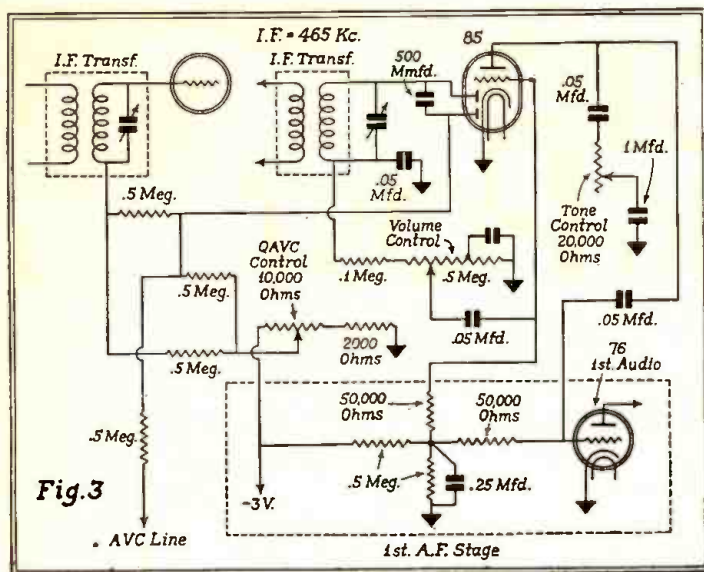 I.F. = 465 Kc.
I.F. Transf.
I.F. Transf.
500
Mmfd.
85
.05
Mfd.
1 Mfd.
Tone
Control
20,000
Ohms
.05
Mfd.
.5 Meg.
Volume
Control
QAVC
Control
10,000
Ohms
.1 Meg.
.5 Meg.
.5 Meg.
2000
Ohms
.05 Mfd.
.05 Mfd.
.5 Meg.
76
1st. Audio
50,000
Ohms
50,000
Ohms
.5 Meg.
.5 Meg.
.25 Mfd.
Fig.3
-3V.
AVC Line
1st. A.F. Stage